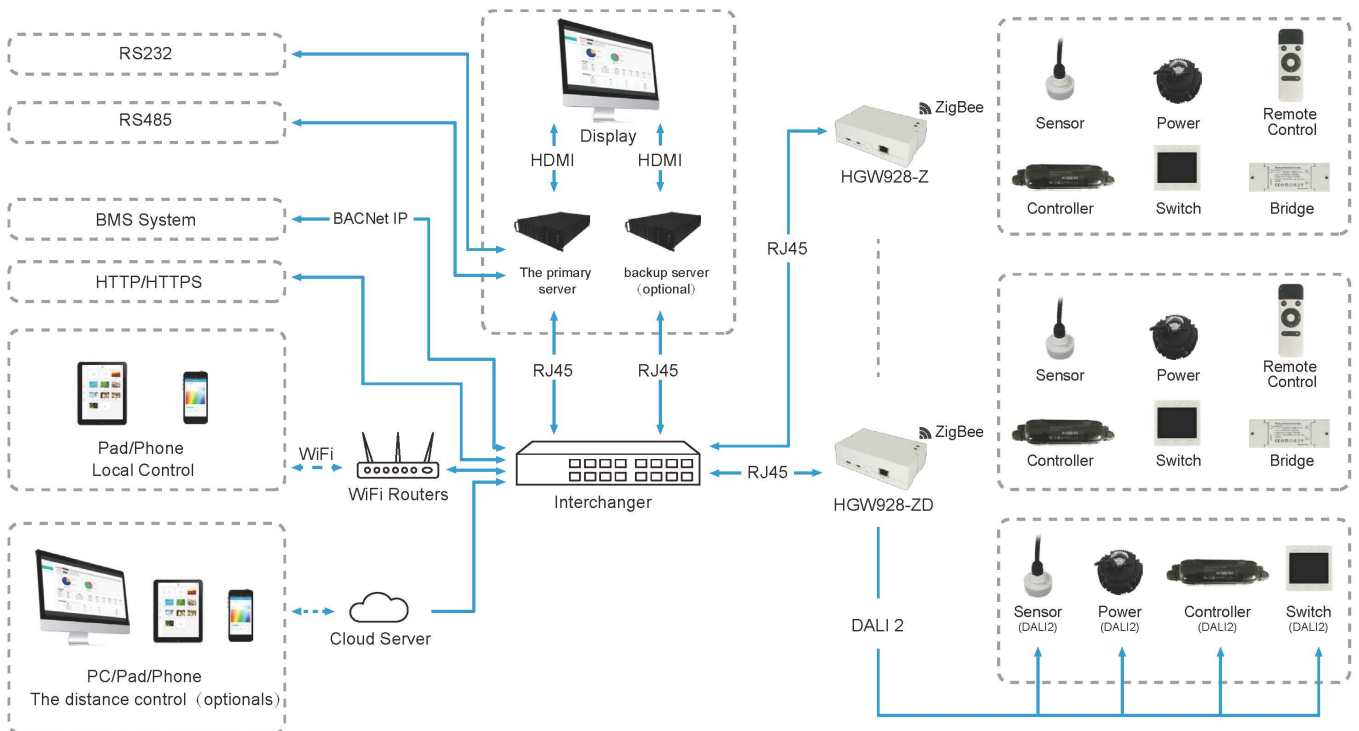 RS232
RS485
BMS System
BACNet IP
HTTP/HTTPS
Pad/Phone
Local Control
WiFi
WiFi Routers
PC/Pad/Phone
The distance control（optionals）
Cloud Server
Display
HDMI
HDMI
The primary
server
backup server
（optional）
RJ45
RJ45
Interchanger
RJ45
RJ45
ZigBee
HGW928-Z
ZigBee
HGW928-ZD
DALI 2
Sensor
Power
Remote
Control
Controller
Switch
Bridge
Sensor
Power
Remote
Control
Controller
Switch
Bridge
Sensor
(DALI2)
Power
(DALI2)
Controller
(DALI2)
Switch
(DALI2)